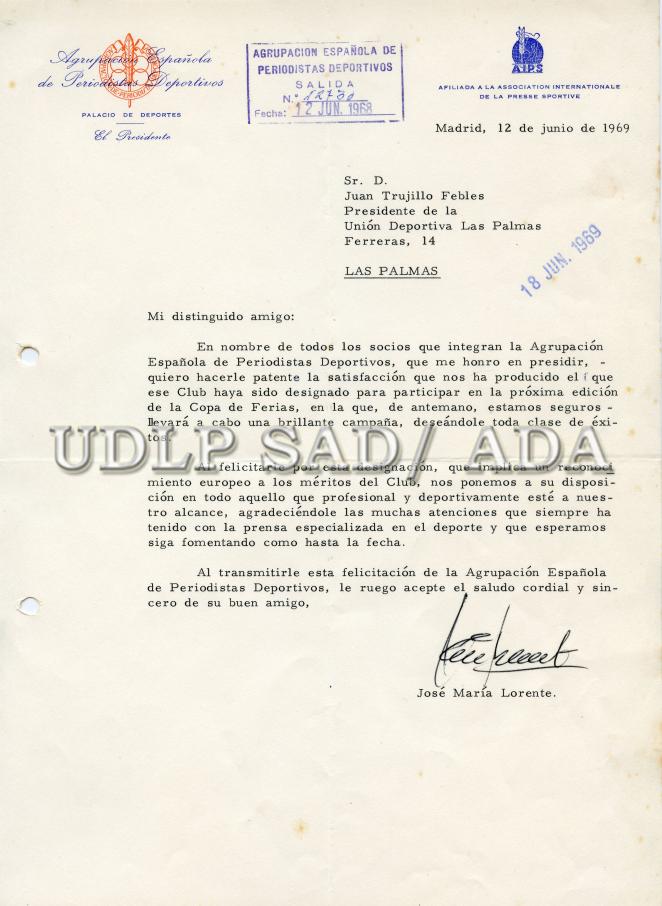 Agrupación Española
de Periodistas Deportivos
PALACIO DE DEPORTES
El Presidente
AGRUPACION ESPAÑOLA DE
PERIODISTAS DEPORTIVOS
SALIDA
N.º
Fecha: 12 JUN. 1968
A.I.P.S
AFILIADA A LA ASSOCIATION INTERNATIONALE
DE LA PRESSE SPORTIVE
Madrid, 12 de junio de 1969
Sr. D.
Juan Trujillo Febles
Presidente de la
Unión Deportiva Las Palmas
Ferreras, 14
LAS PALMAS
18 JUN. 1969
Mi distinguido amigo:
En nombre de todos los socios que integran la Agrupación
Española de Periodistas Deportivos, que me honro en presidir, -
quiero hacerle patente la satisfacción que nos ha producido el que
ese Club haya sido designado para participar en la próxima edición
de la Copa de Ferias, en la que, de antemano, estamos seguros -
llevará a cabo una brillante campaña, deseándole toda clase de éxi-
tos.
UDLP SAD/ ADA
Al felicitarle por esta designación, que implica un reconoci
miento europeo a los méritos del Club, nos ponemos a su disposi-
ción en todo aquello que profesional y deportivamente esté a nues-
tro alcance, agradeciéndole las muchas atenciones que siempre ha
tenido con la prensa especializada en el deporte y que esperamos
siga fomentando como hasta la fecha.
Al transmitirle esta felicitación de la Agrupación Española
de Periodistas Deportivos, le ruego acepte el saludo cordial y sin-
cero de su buen amigo,
José María Lorente.